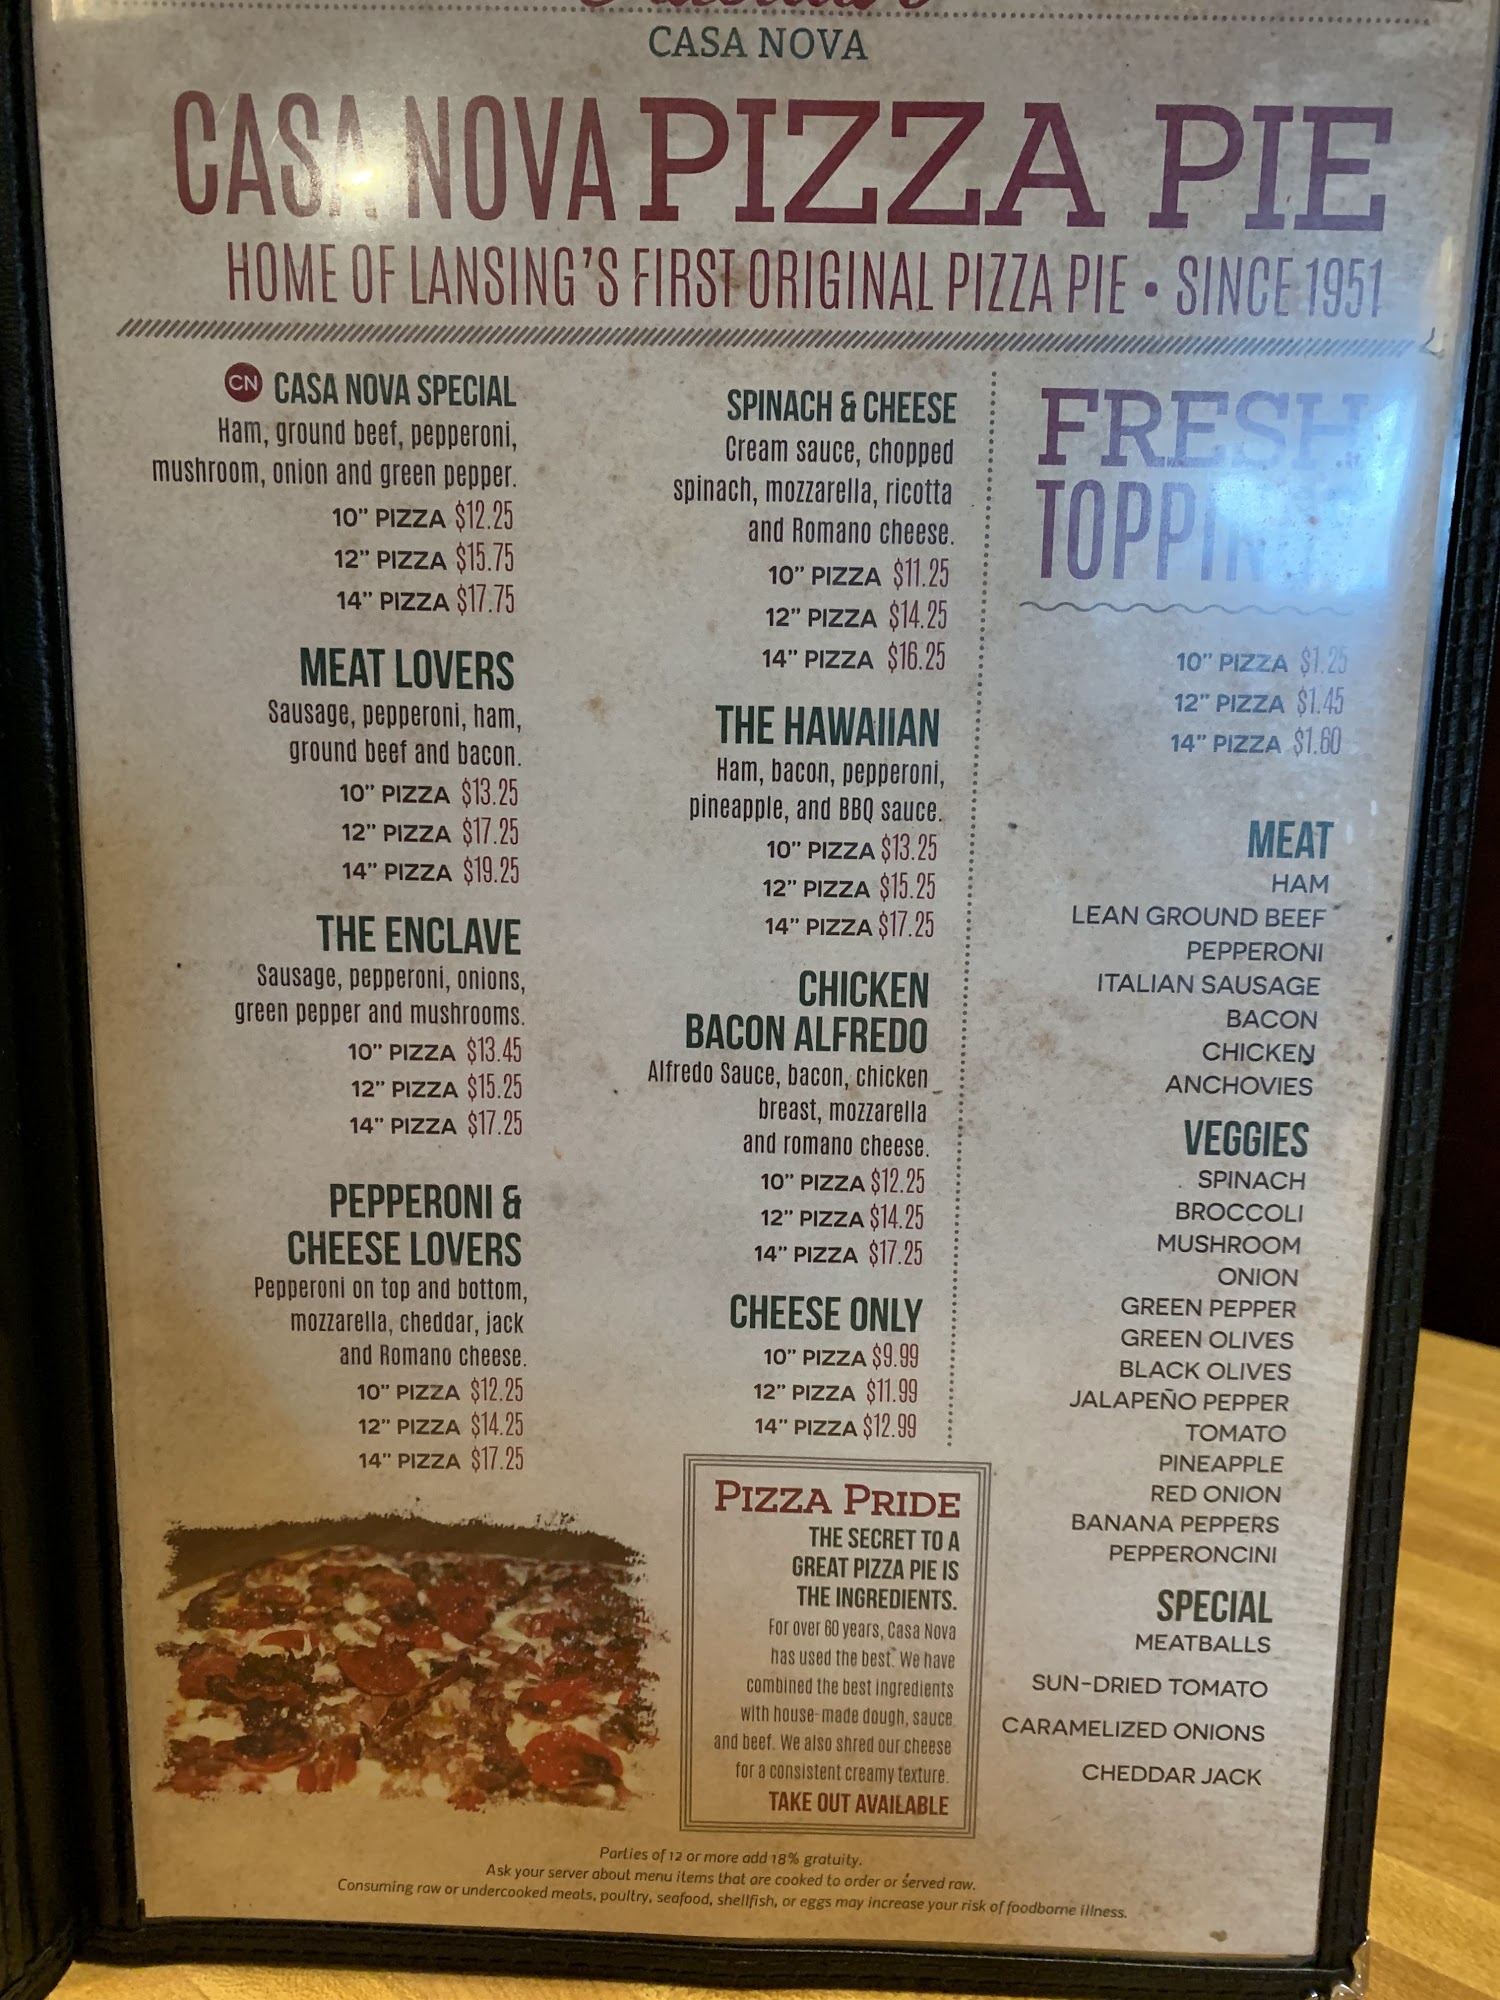 CASA NOVA
CASA NOVA PIZZA PIE
HOME OF LANSING'S FIRST ORIGINAL PIZZA PIE • SINCE 1951
CN CASA NOVA SPECIAL
Ham, ground beef, pepperoni,
mushroom, onion and green pepper.
10" PIZZA $12.25
12" PIZZA $15.75
14" PIZZA $17.75
MEAT LOVERS
Sausage, pepperoni, ham,
ground beef and bacon.
10" PIZZA $13.25
12" PIZZA $17.25
14" PIZZA $19.25
THE ENCLAVE
Sausage, pepperoni, onions,
green pepper and mushrooms.
10" PIZZA $13.45
12" PIZZA $15.25
14" PIZZA $17.25
PEPPERONI &
CHEESE LOVERS
Pepperoni on top and bottom,
mozzarella, cheddar, jack
and Romano cheese.
10" PIZZA $12.25
12" PIZZA $14.25
14" PIZZA $17.25
SPINACH & CHEESE
Cream sauce, chopped
spinach, mozzarella, ricotta
and Romano cheese.
10" PIZZA $11.25
12" PIZZA $14.25
14" PIZZA $16.25
THE HAWAIIAN
Ham, bacon, pepperoni,
pineapple, and BBQ sauce.
10" PIZZA $13.25
12" PIZZA $15.25
14" PIZZA $17.25
CHICKEN
BACON ALFREDO
Alfredo Sauce, bacon, chicken
breast, mozzarella
and romano cheese.
10" PIZZA $12.25
12" PIZZA $14.25
14" PIZZA $17.25
CHEESE ONLY
10" PIZZA $9.99
12" PIZZA $11.99
14" PIZZA $12.99
PIZZA PRIDE
THE SECRET TO A
GREAT PIZZA PIE IS
THE INGREDIENTS.
For over 60 years, Casa Nova
has used the best. We have
combined the best ingredients
with house-made dough, sauce
and beef. We also shred our cheese
for a consistent creamy texture.
TAKE OUT AVAILABLE
FRESH
10" PIZZA $1.25
12" PIZZA $1.45
14" PIZZA $1.60
MEAT
HAM
LEAN GROUND BEEF
PEPPERONI
ITALIAN SAUSAGE
BACON
CHICKEN
ANCHOVIES
VEGGIES
SPINACH
BROCCOLI
MUSHROOM
ONION
GREEN PEPPER
GREEN OLIVES
BLACK OLIVES
JALAPEÑO PEPPER
TOMATO
PINEAPPLE
RED ONION
BANANA PEPPERS
PEPPERONCINI
SPECIAL
MEATBALLS
SUN-DRIED TOMATO
CARAMELIZED ONIONS
CHEDDAR JACK
Parties of 12 or more add 18% gratuity.
Ask your server about menu items that are cooked to order or served raw.
Consuming raw or undercooked meats, poultry, seafood, shellfish, or eggs may increase your risk of foodborne illness.